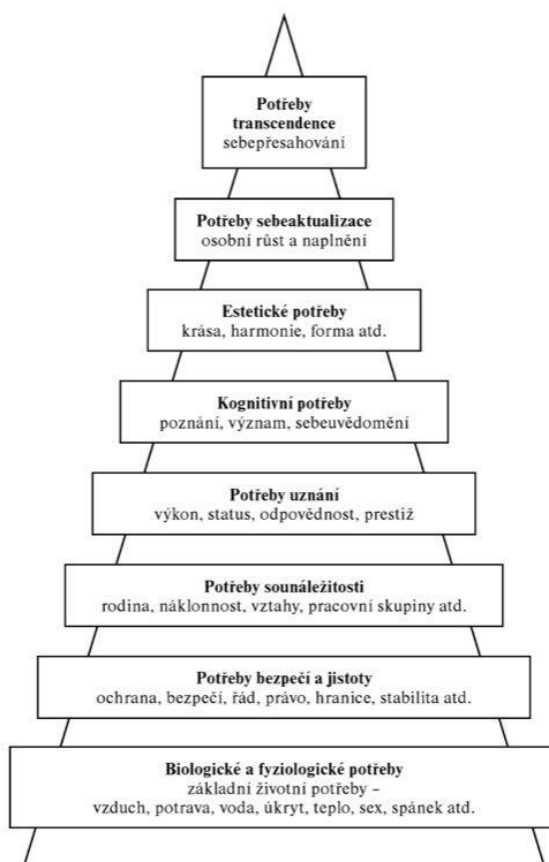 Potřeby
transcendence
sebepřesahování
Potřeby sebeaktualizace
osobní růst a naplnění
Estetické potřeby
krása, harmonie, forma atd.
Kognitivní potřeby
poznání, význam, sebeuvědomění
Potřeby uznání
výkon, status, odpovědnost, prestiž
Potřeby sounáležitosti
rodina, náklonnost, vztahy, pracovní skupiny atd.
Potřeby bezpečí a jistoty
ochrana, bezpečí, řád, právo, hranice, stabilita atd.
Biologické a fyziologické potřeby
základní životní potřeby –
vzduch, potrava, voda, úkryt, teplo, sex, spánek atd.